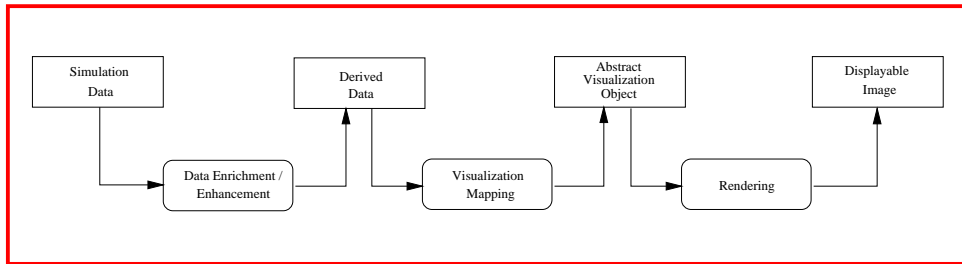 Simulation
Data
Derived
Data
Abstract
Visualization
Object
Displayable
Image
Data Enrichment /
Enhancement
Visualization
Mapping
Rendering